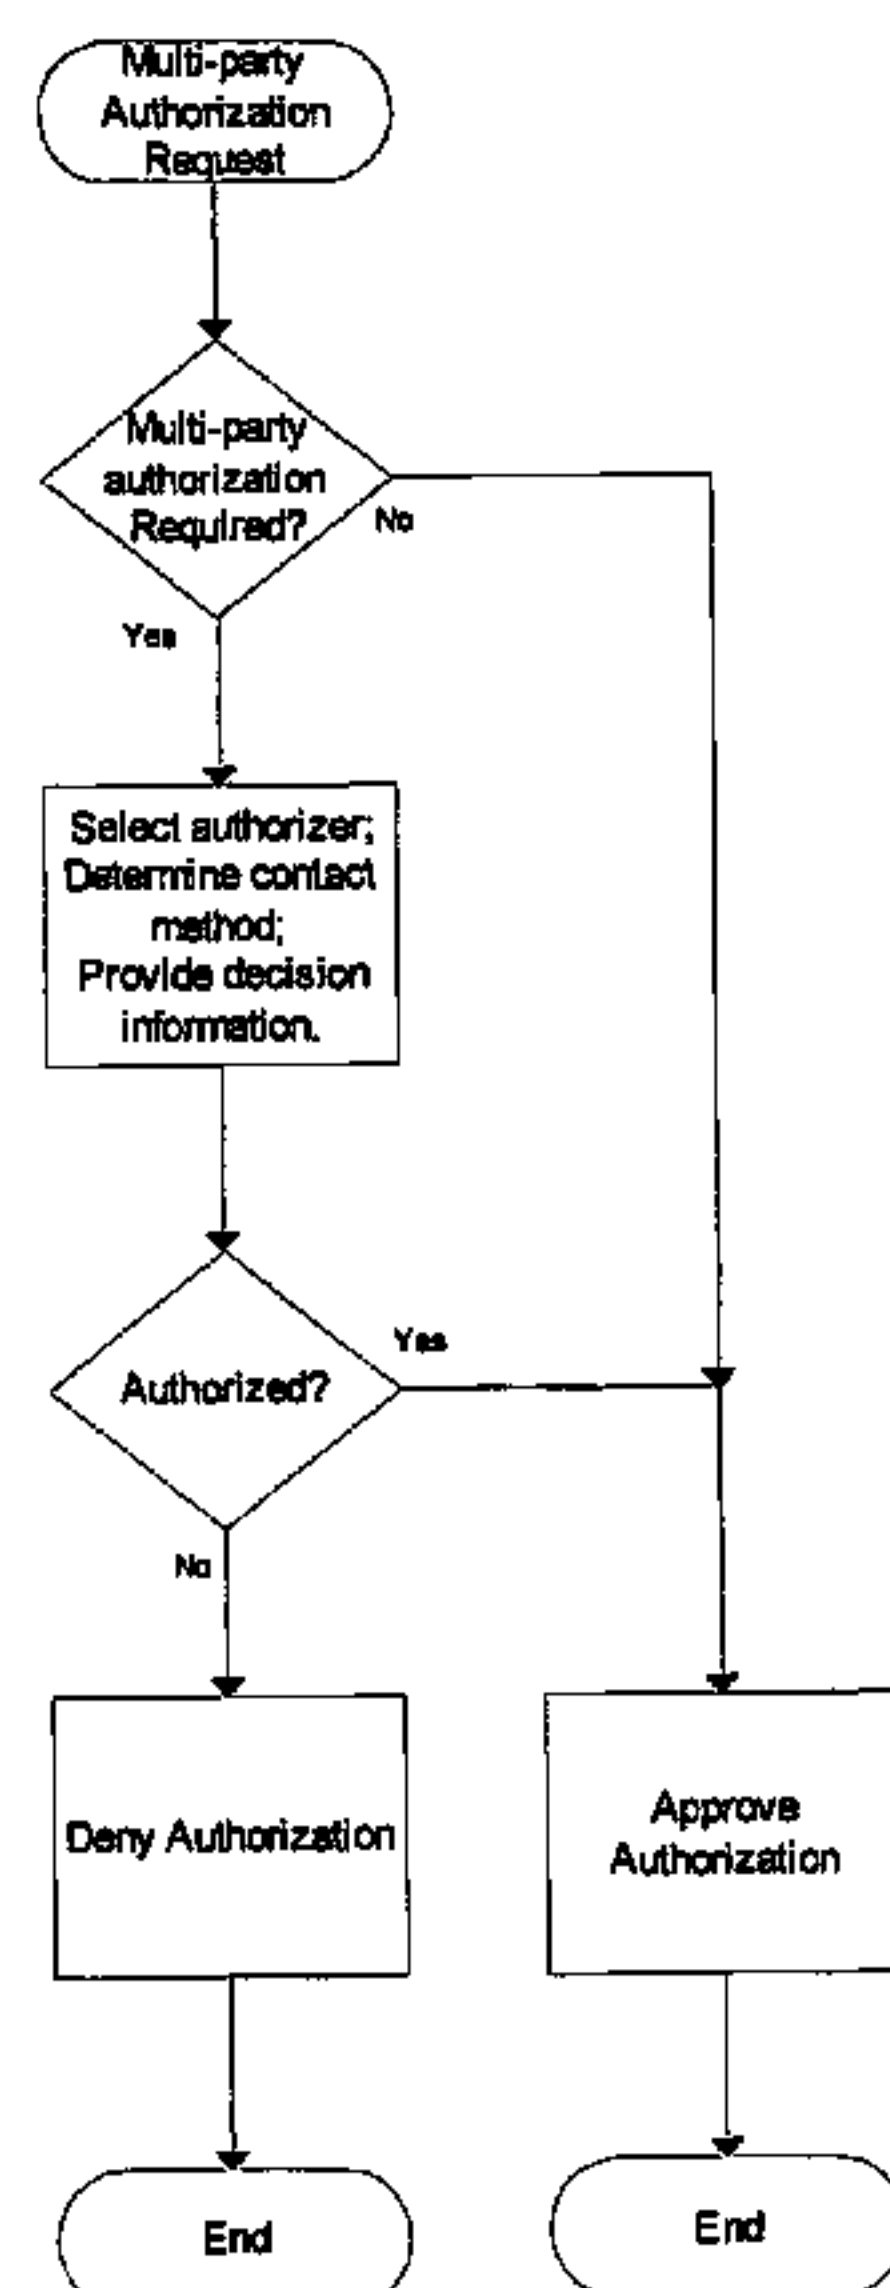 Multi-party
Authorization
Request
Multi-party
authorization
Required?
No
Yes
Select authorizer;
Determine contact
method;
Provide decision
information.
Authorized?
Yes
No
Deny Authorization
Approve
Authorization
End
End